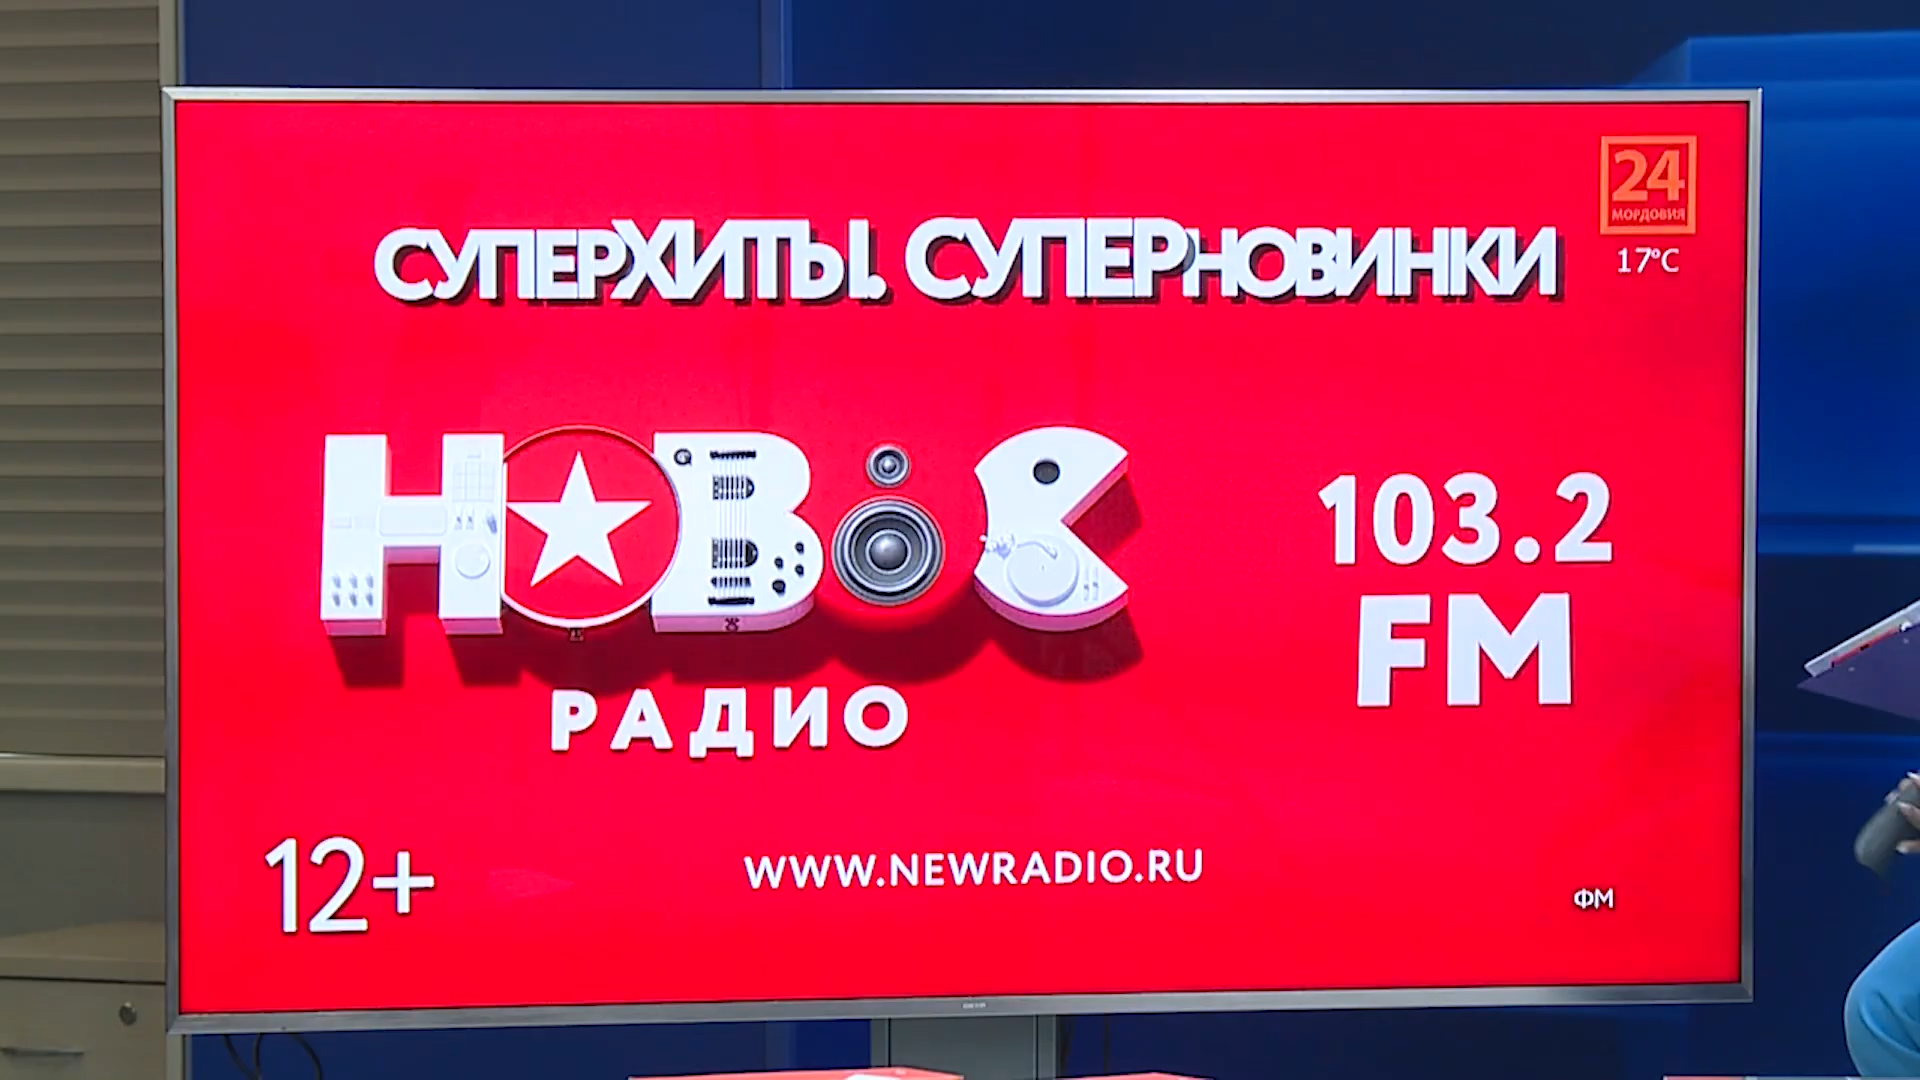 24
МОРДОВИЯ
17°C
СУПЕРХИТЫ. СУПЕРНОВИНКИ
НОВОЕ
РАДИО
103.2
FM
12+
WWW.NEWRADIO.RU
ФМ